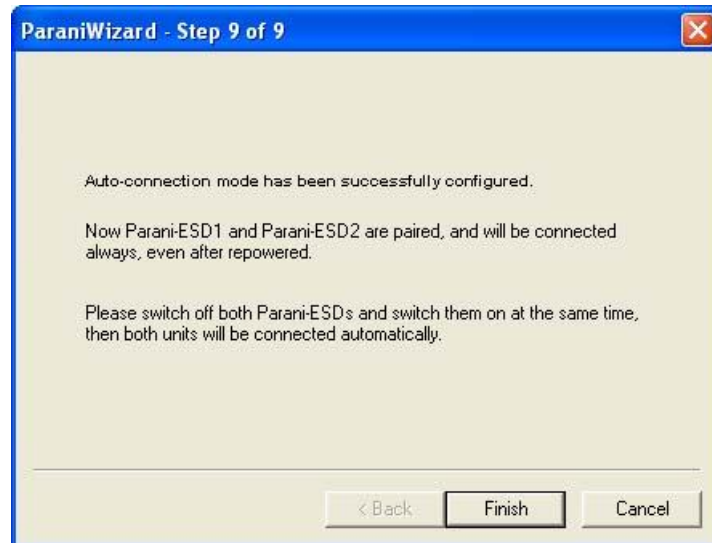 ParaniWizard - Step 9 of 9
Auto-connection mode has been successfully configured.
Now Parani-ESD1 and Parani-ESD2 are paired, and will be connected
always, even after repowered.
Please switch off both Parani-ESDs and switch them on at the same time,
then both units will be connected automatically.
< Back Finish Cancel